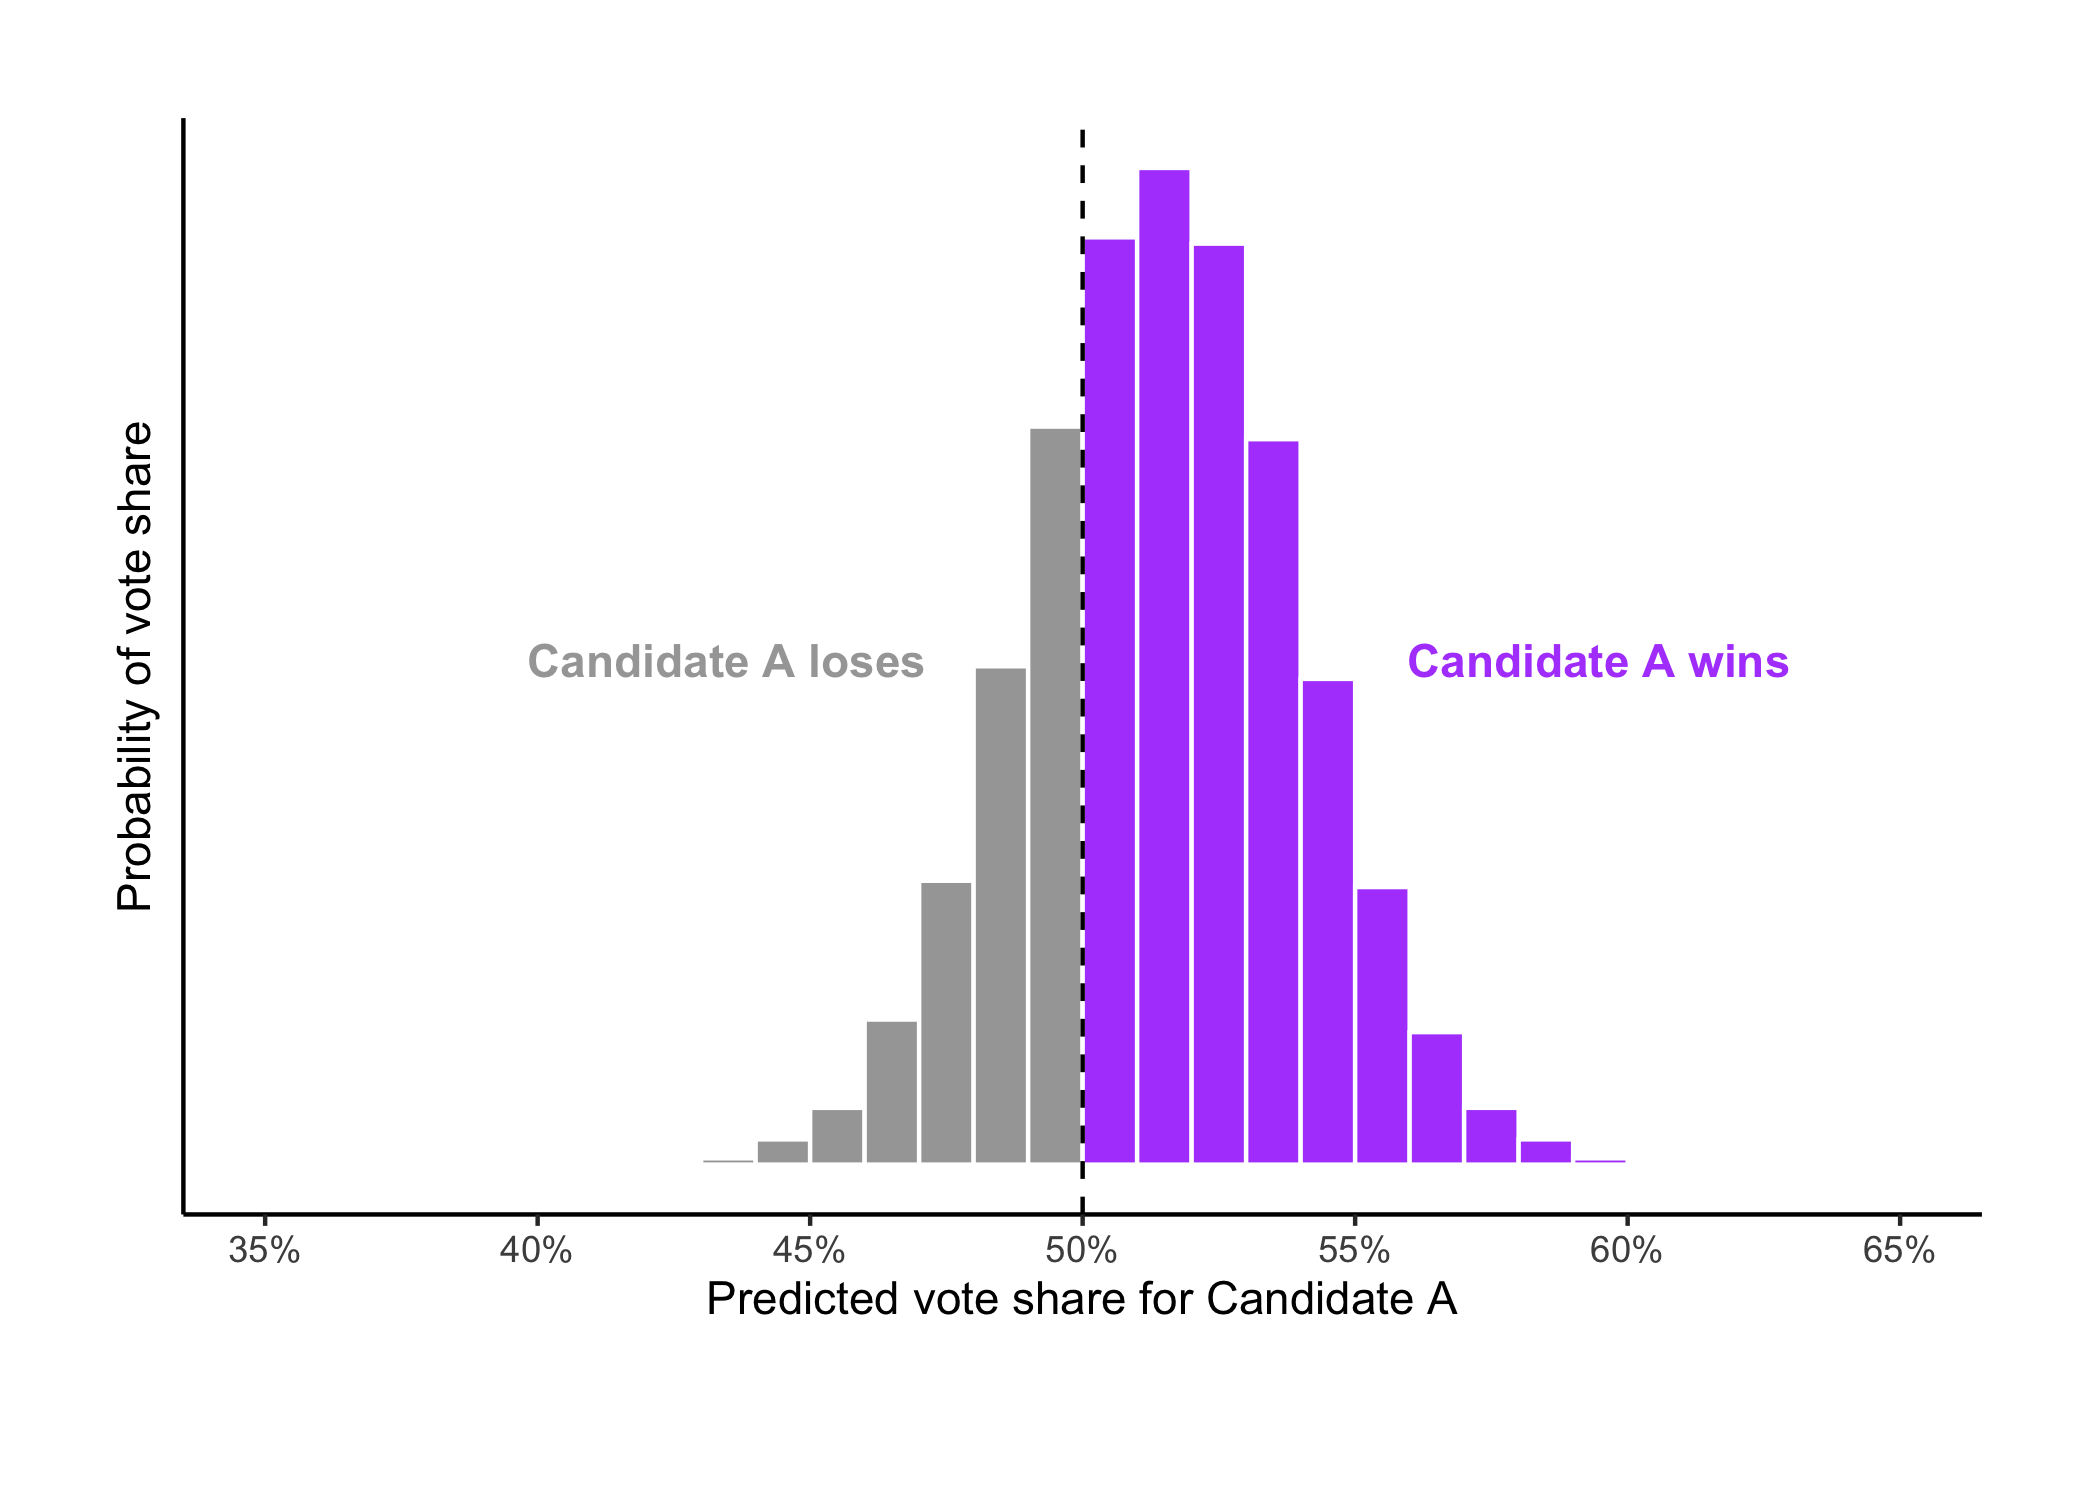 Probability of vote share
Candidate A loses
Candidate A wins
35%
40%
45%
50%
55%
60%
65%
Predicted vote share for Candidate A